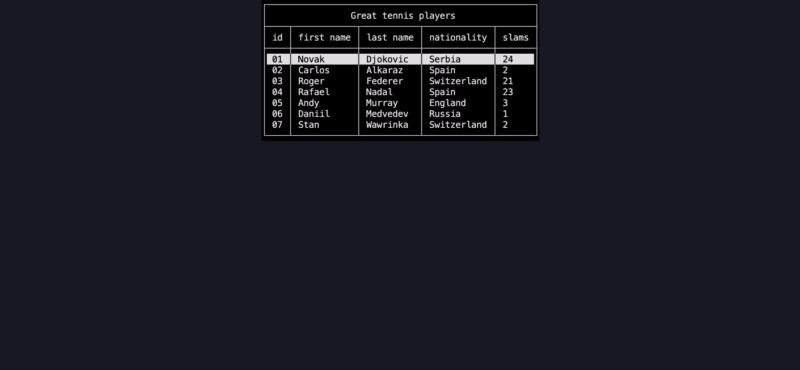 Great tennis players
id first name last name nationality slams
01 Novak Djokovic Serbia 24
02 Carlos Alkaraz Spain 2
03 Roger Federer Switzerland 21
04 Rafael Nadal Spain 23
05 Andy Murray England 3
06 Daniil Medvedev Russia 1
07 Stan Wawrinka Switzerland 2